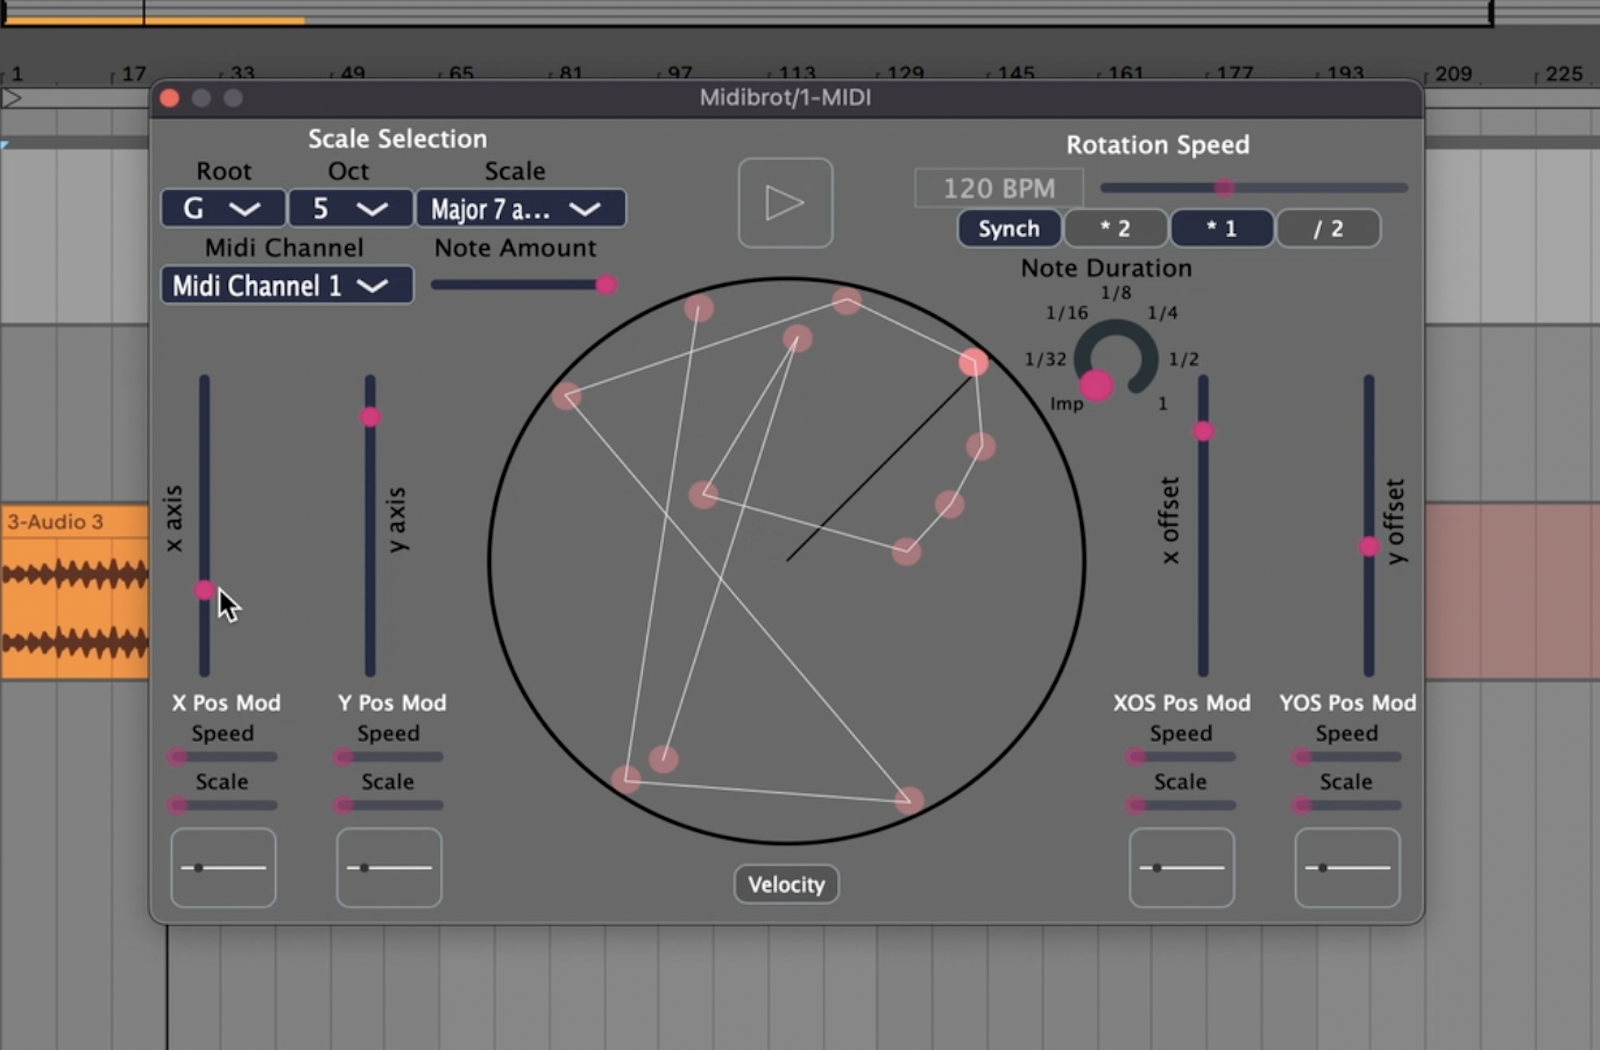 1 17 33 49 65 81 97 113 129 145 161 177 193 209 225
Midibrot/1-MIDI
Scale Selection
Root Oct Scale
G 5 Major 7 a...
Midi Channel Note Amount
Midi Channel 1
Rotation Speed
120 BPM
Synch * 2 * 1 / 2
Note Duration
1/8
1/16 1/4
1/32 1/2
Imp 1
3-Audio 3
x axis
y axis
x offset
y offset
X Pos Mod Y Pos Mod XOS Pos Mod YOS Pos Mod
Speed Speed Speed Speed
Scale Scale Scale Scale
Velocity